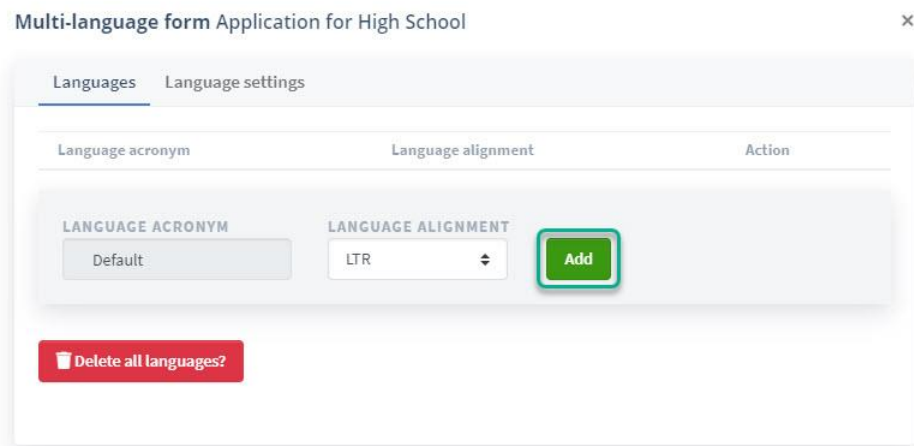 Multi-language form Application for High School ×
Languages Language settings
Language acronym Language alignment Action
LANGUAGE ACRONYM LANGUAGE ALIGNMENT
Default LTR Add
Delete all languages?